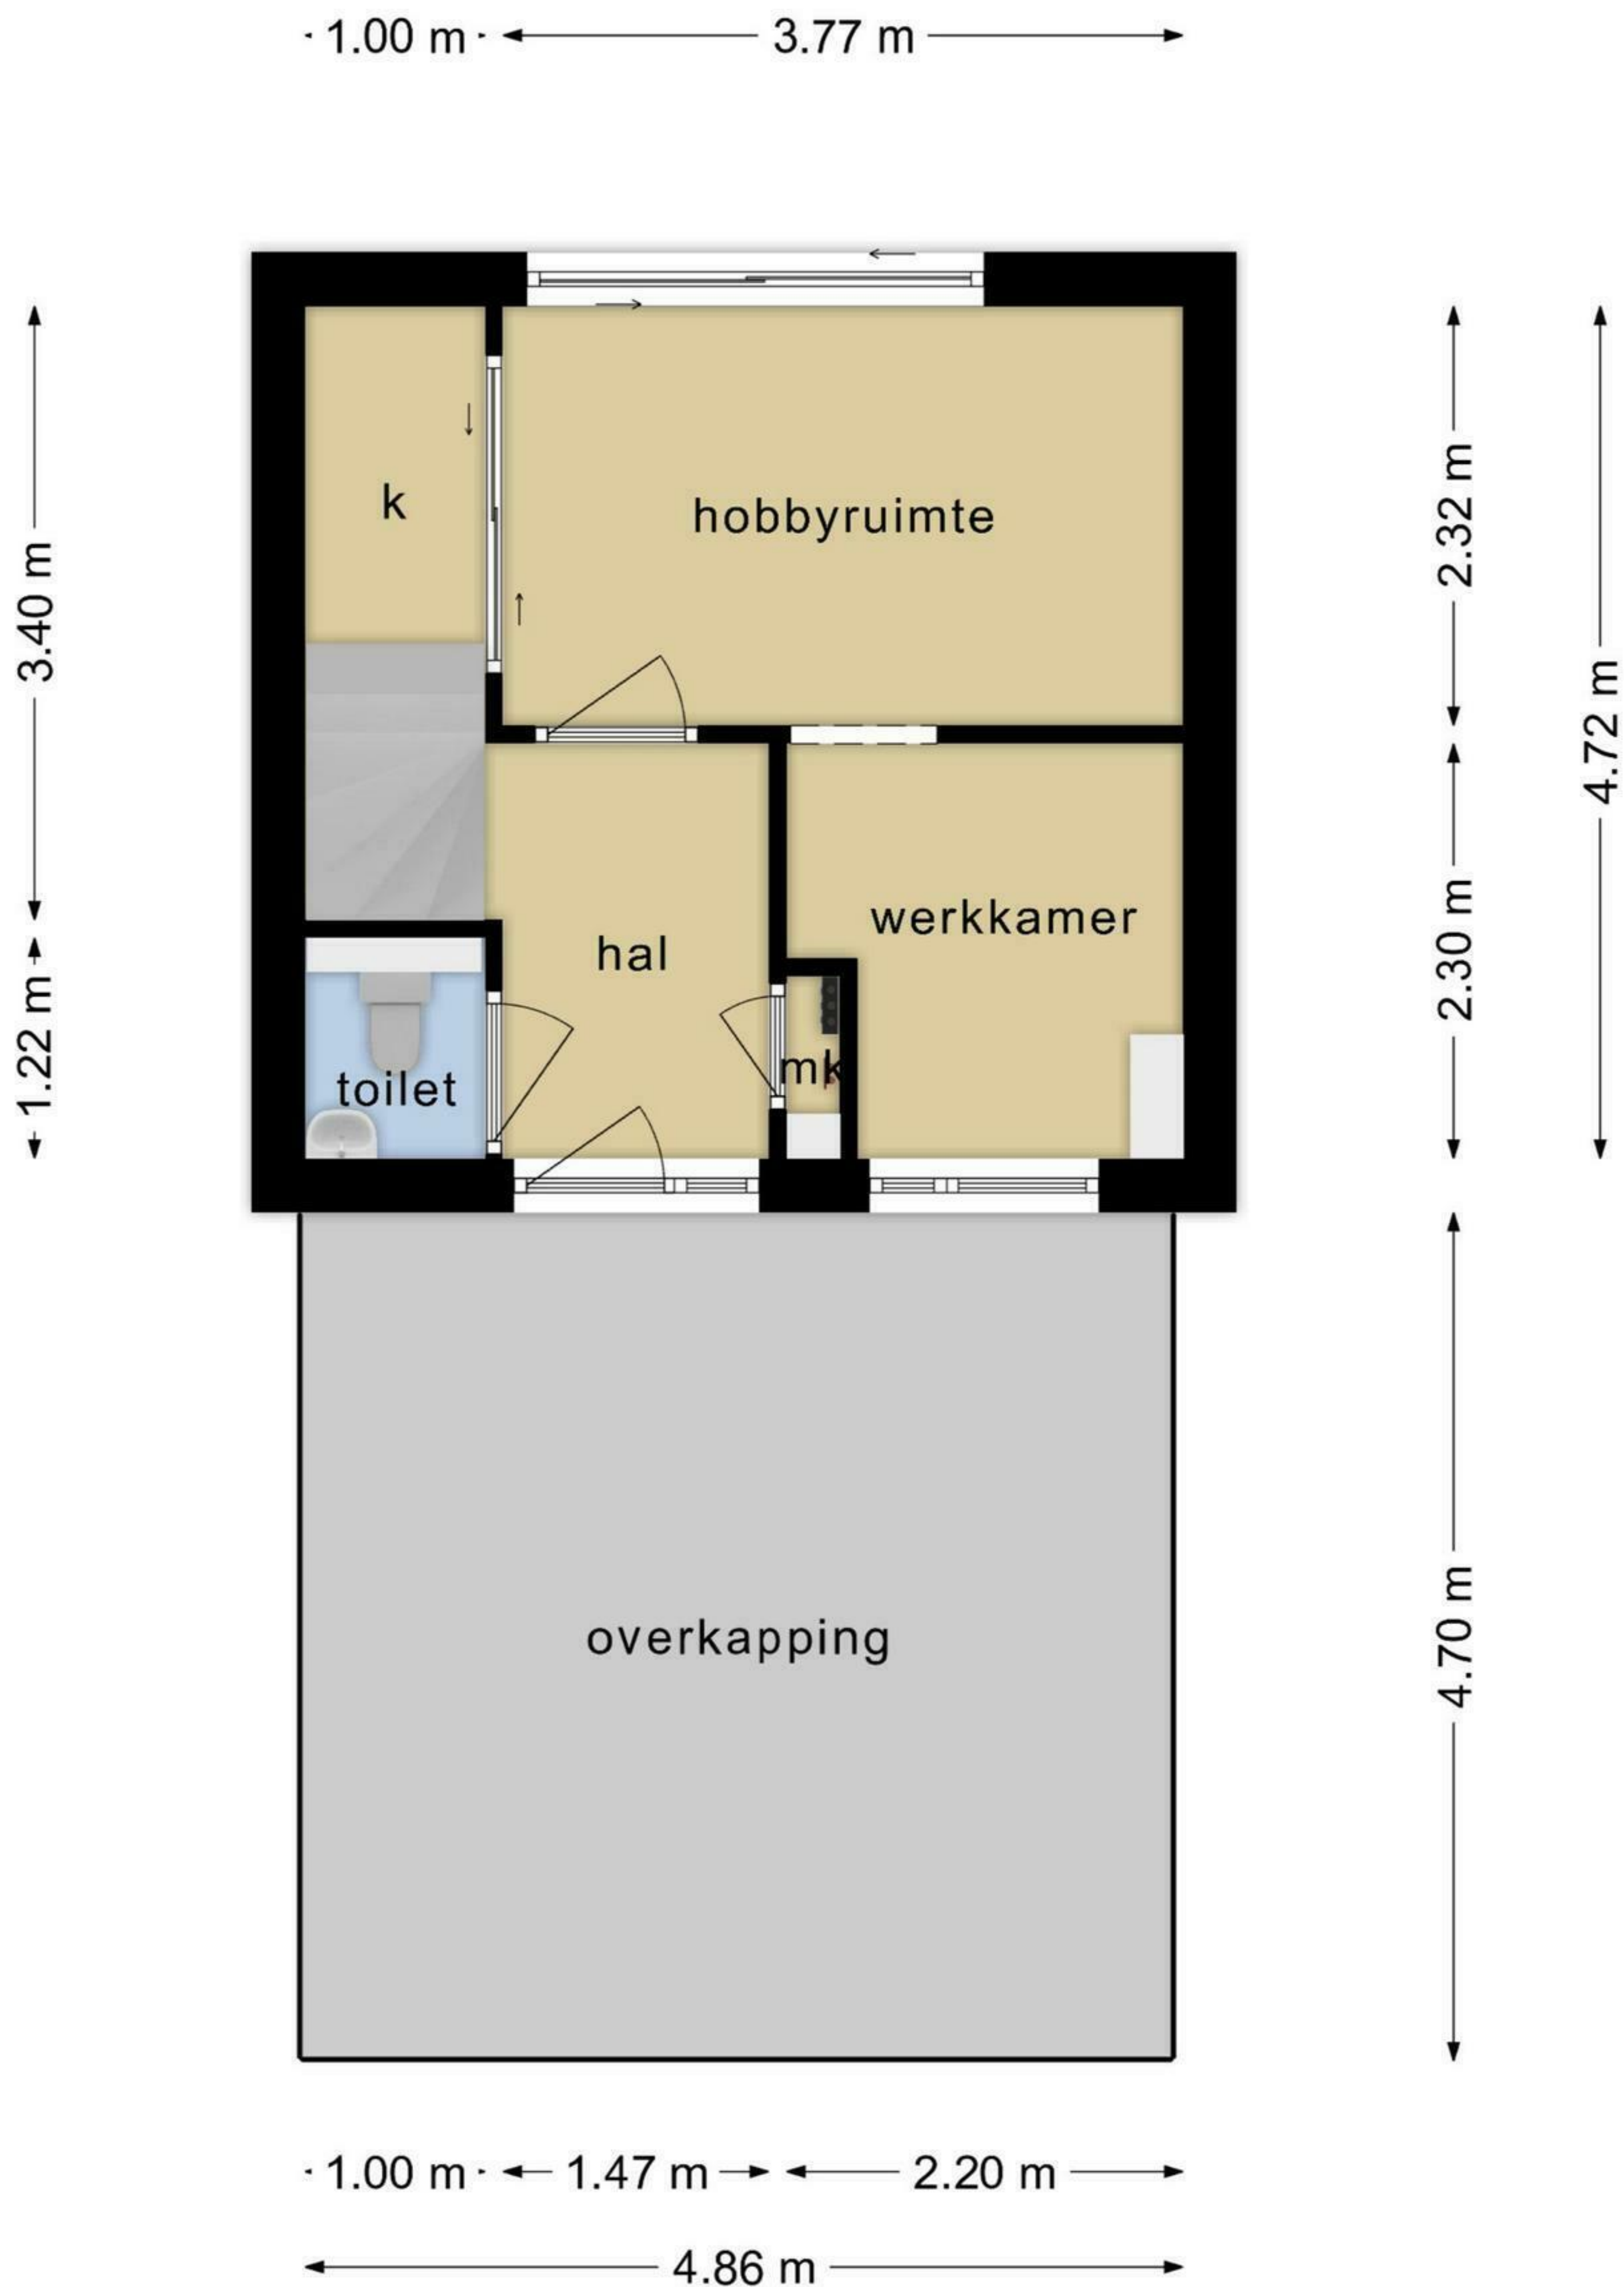 1.00 m
3.77 m
k
hobbyruimte
3.40 m
2.32 m
4.72 m
werkkamer
hal
2.30 m
1.22 m
toilet
mk
overkapping
4.70 m
1.00 m
1.47 m
2.20 m
4.86 m